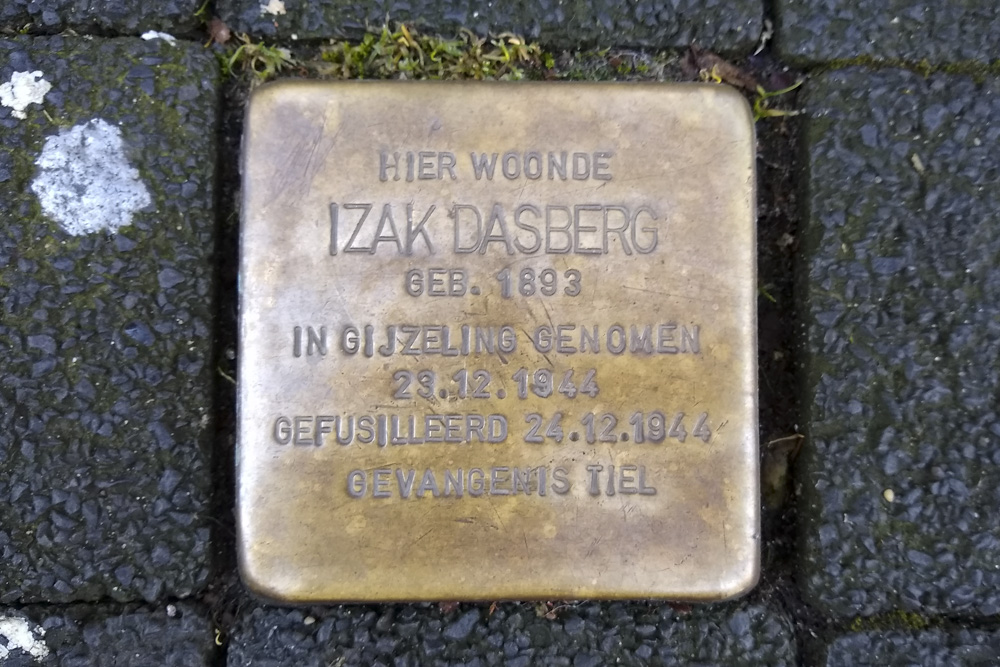 HIER WOONDE
IZAK DASBERG
GEB. 1893
IN GIJZELING GENOMEN
23.12.1944
GEFUSILLEERD 24.12.1944
GEVANGENIS TIEL